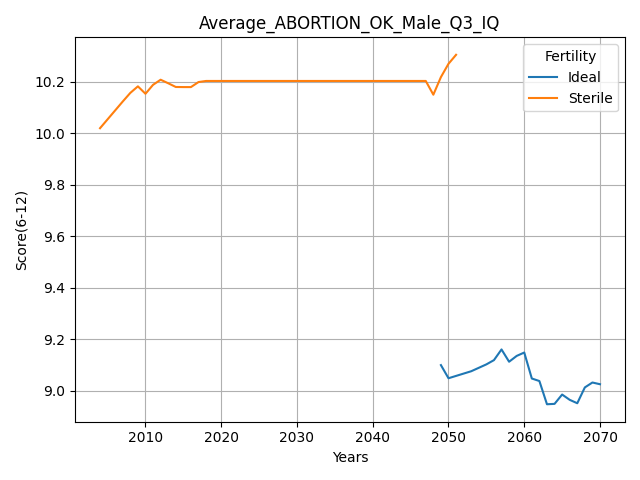 Average_ABORTION_OK_Male_Q3_IQ
Fertility
Ideal
Sterile
Score(6-12)
10.2
10.0
9.8
9.6
9.4
9.2
9.0
2010 2020 2030 2040 2050 2060 2070
Years